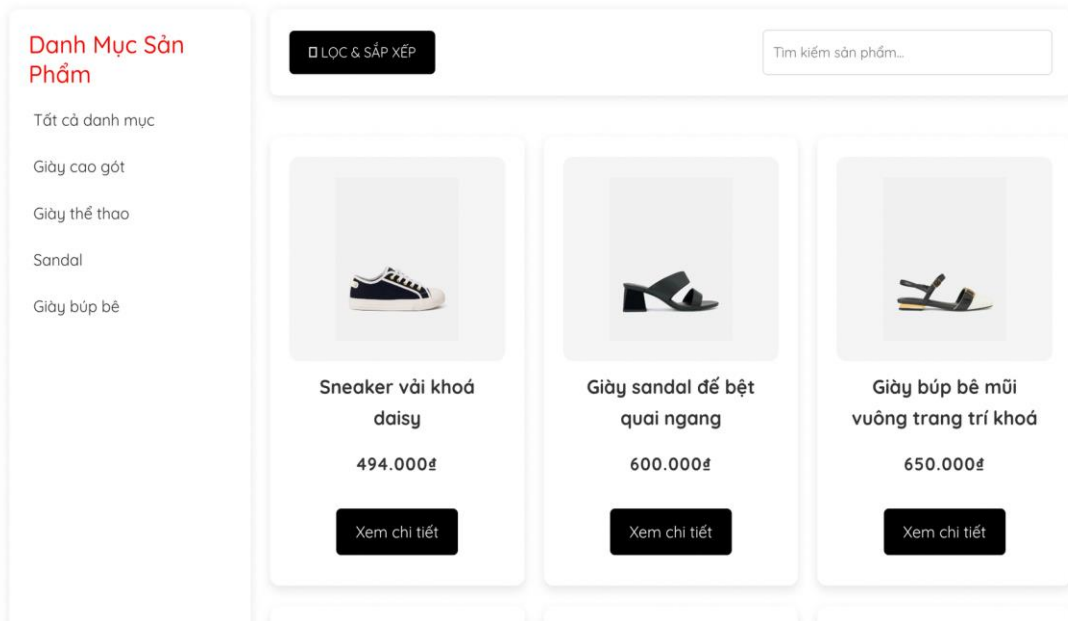 Danh Mục Sản
Phẩm
Tất cả danh mục
Giày cao gót
Giày thể thao
Sandal
Giày búp bê
LỌC & SẮP XẾP
Tìm kiếm sản phẩm...
Sneaker vải khoá
daisy
494.000₫
Xem chi tiết
Giày sandal đế bệt
quai ngang
600.000₫
Xem chi tiết
Giày búp bê mũi
vuông trang trí khoá
650.000₫
Xem chi tiết